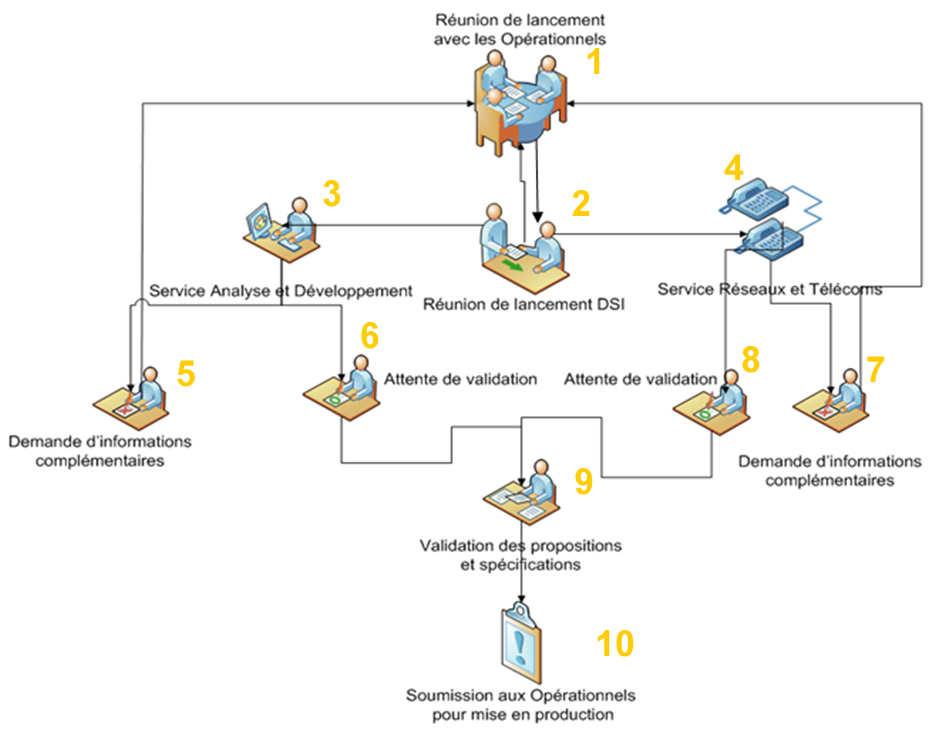 Réunion de lancement
avec les Opérationnels
1
2
3
4
Service Analyse et Développement
Réunion de lancement DSI
Service Réseaux et Télécoms
5
6
7
8
Attente de validation
Attente de validation
Demande d'informations
complémentaires
Demande d'informations
complémentaires
9
Validation des propositions
et spécifications
10
Soumission aux Opérationnels
pour mise en production